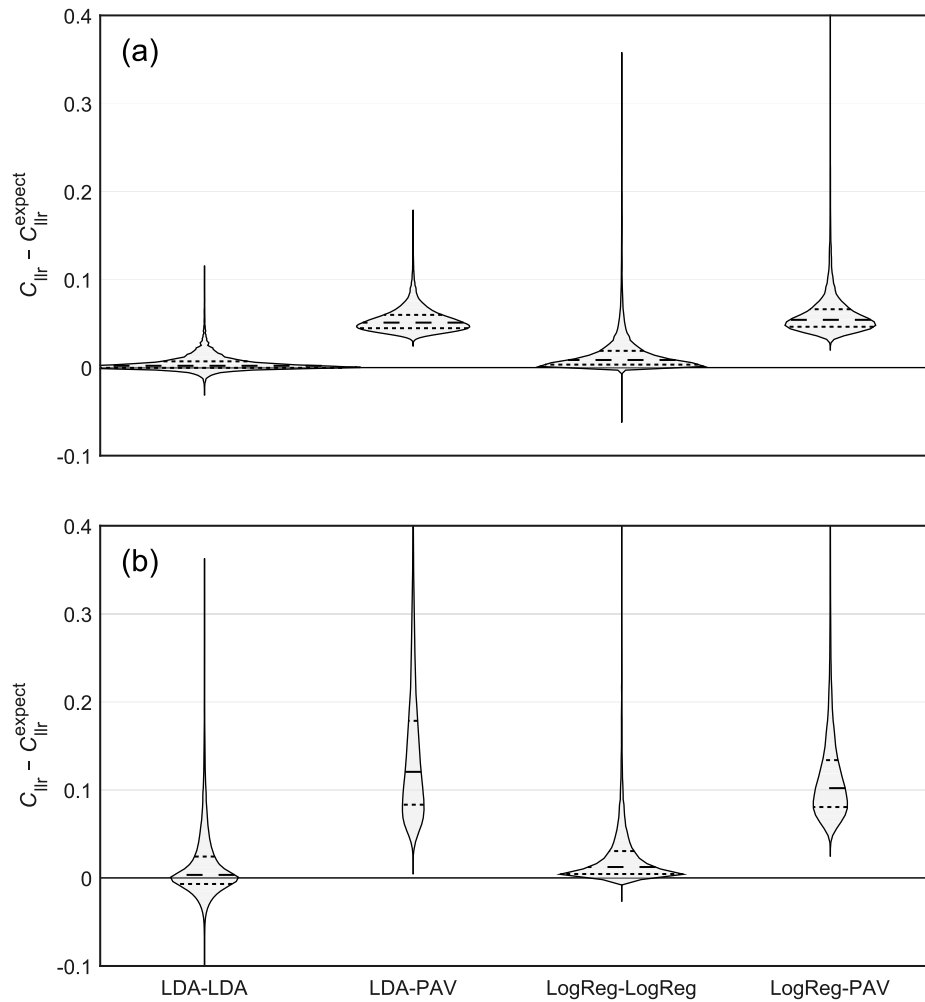 (a)
0.4
0.3
0.2
0.1
0
-0.1
C_llr − C_llr^expect
(b)
0.4
0.3
0.2
0.1
0
-0.1
C_llr − C_llr^expect
LDA-LDA LDA-PAV LogReg-LogReg LogReg-PAV